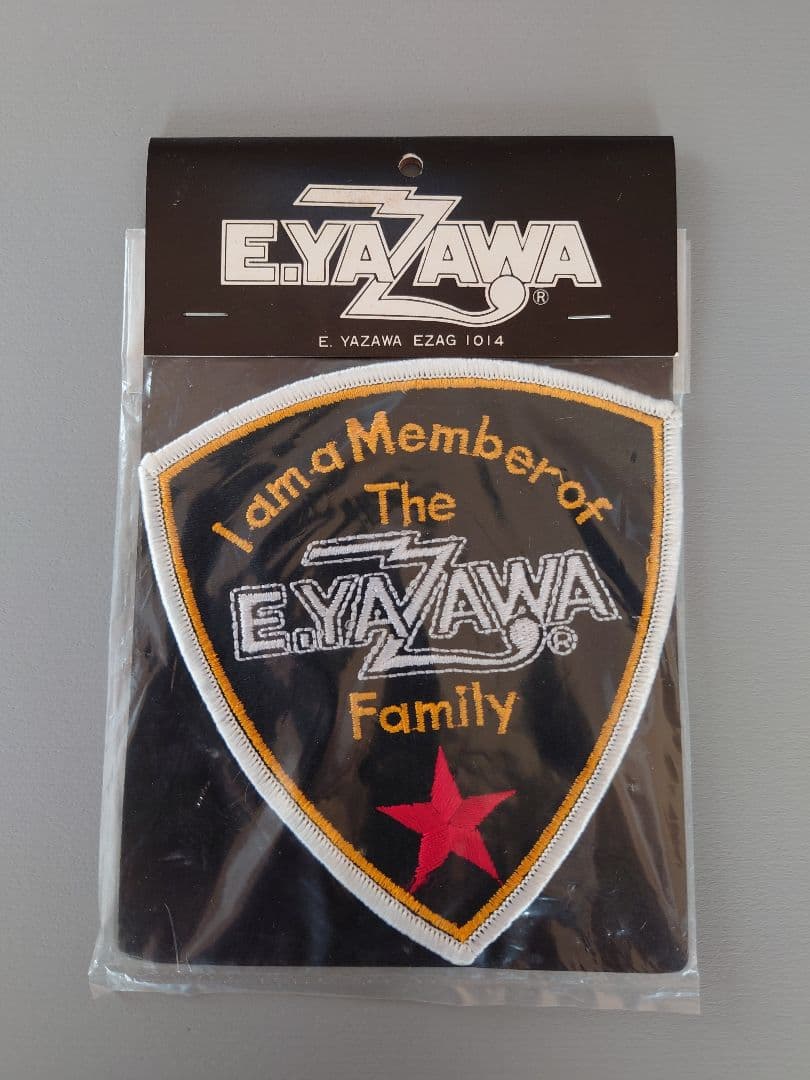 E.YAZAWA®
E. YAZAWA EZAG 1014
I am a Member of
The
E.YAZAWA®
Family